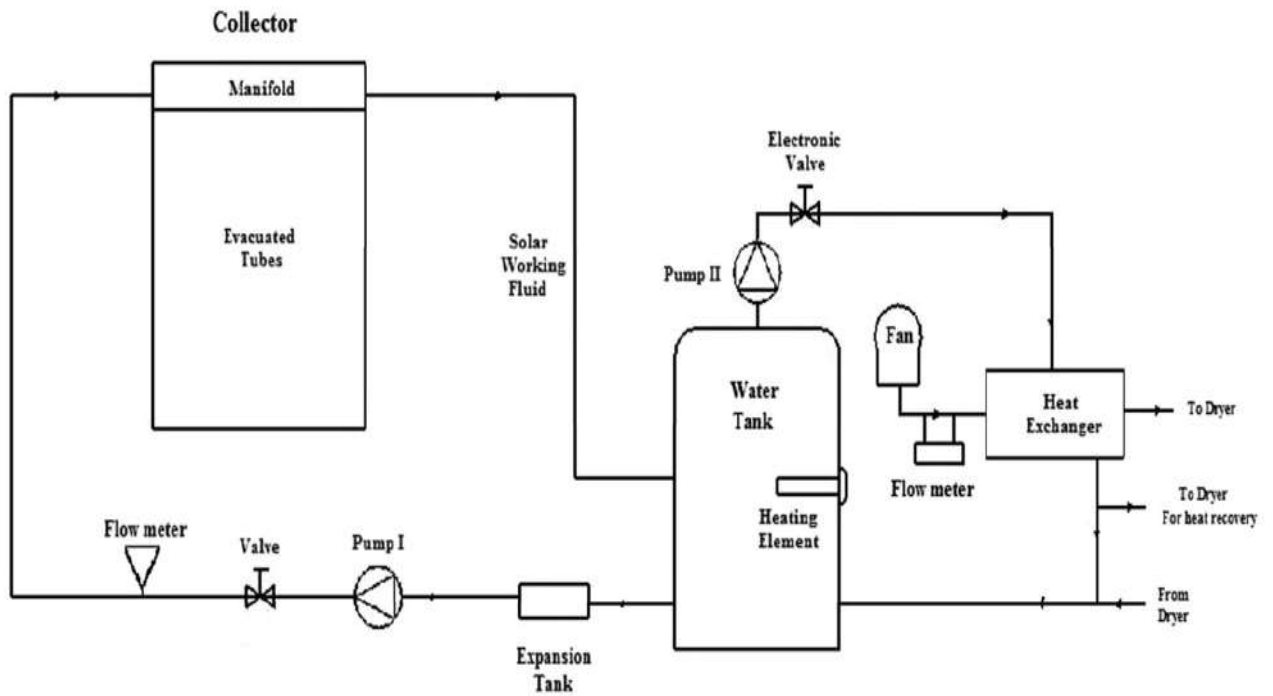 Collector
Manifold
Evacuated
Tubes
Solar
Working
Fluid
Electronic
Valve
Pump II
Fan
Water
Tank
Heat
Exchanger
To Dryer
Flow meter
To Dryer
For heat recovery
Heating
Element
Flow meter
Valve
Pump I
Expansion
Tank
From
Dryer